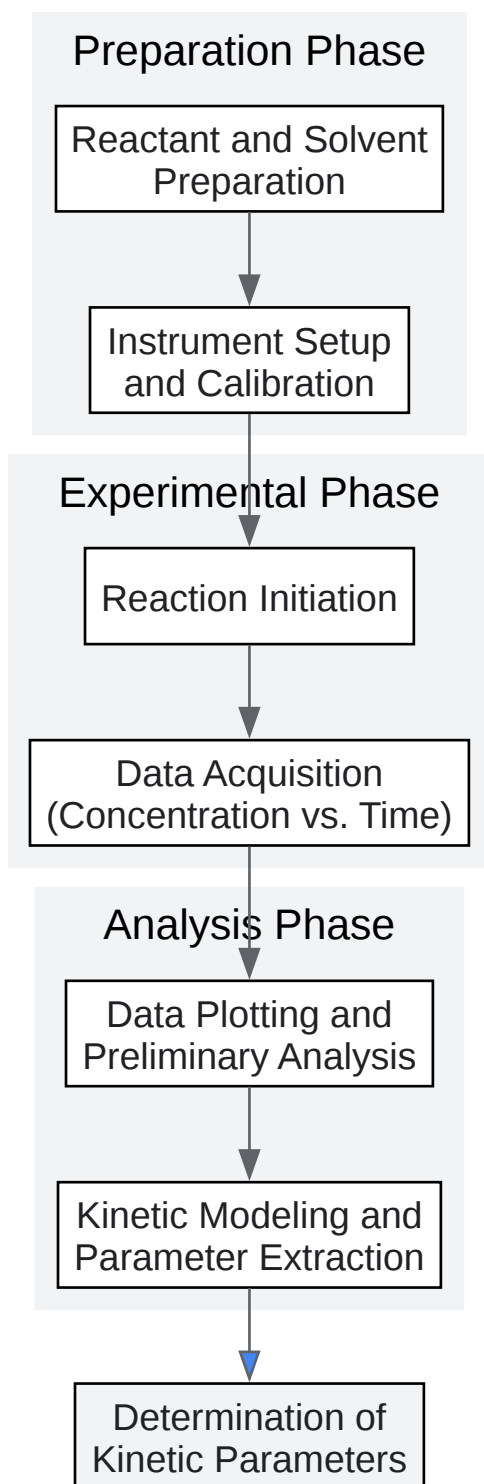 Preparation Phase
Reactant and Solvent
Preparation
Instrument Setup
and Calibration
Experimental Phase
Reaction Initiation
Data Acquisition
(Concentration vs. Time)
Analysis Phase
Data Plotting and
Preliminary Analysis
Kinetic Modeling and
Parameter Extraction
Determination of
Kinetic Parameters